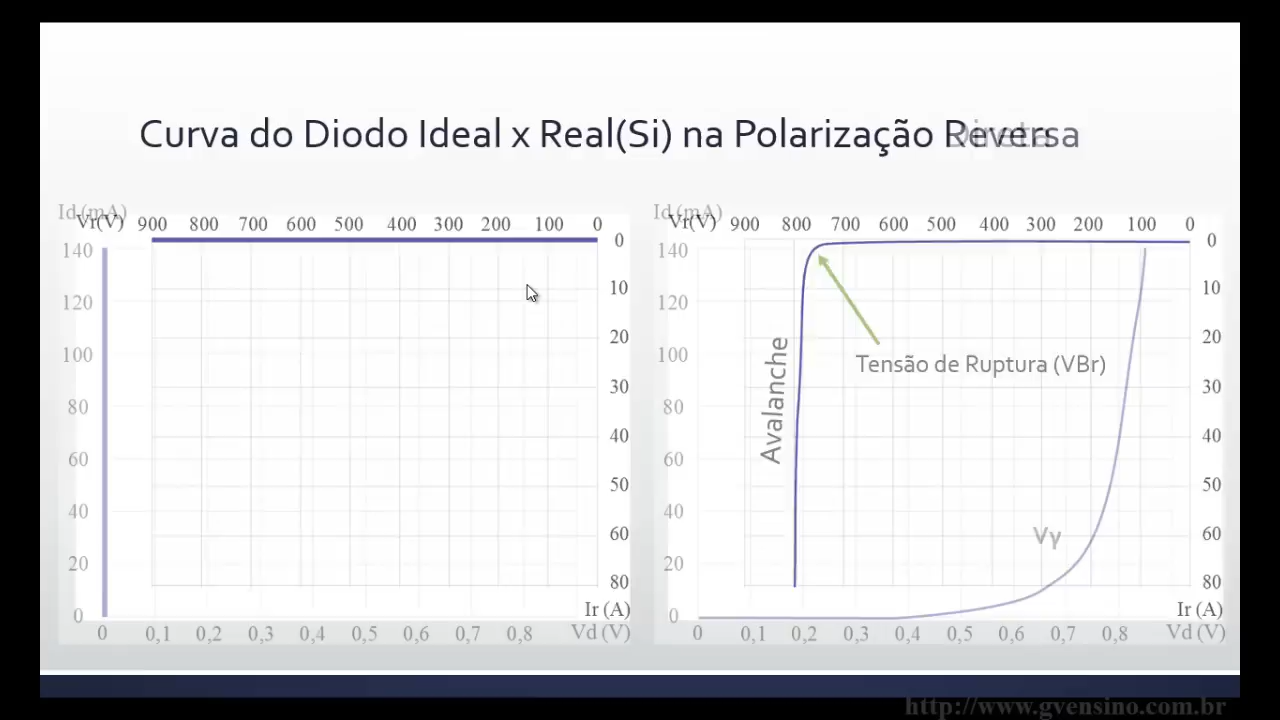 Curva do Diodo Ideal x Real(Si) na Polarização Reversa
Direta
Id (mA)
Vr(V) 900 800 700 600 500 400 300 200 100 0
0
10
20
30
40
50
60
80
Ir (A)
140
120
100
80
60
40
20
0
0 0,1 0,2 0,3 0,4 0,5 0,6 0,7 0,8 Vd (V)
Id (mA)
Vr(V) 900 800 700 600 500 400 300 200 100 0
0
10
20
30
40
50
60
80
Ir (A)
140
120
100
80
60
40
20
0
Avalanche
Tensão de Ruptura (VBr)
Vγ
0 0,1 0,2 0,3 0,4 0,5 0,6 0,7 0,8 Vd (V)
http://www.gvensino.com.br